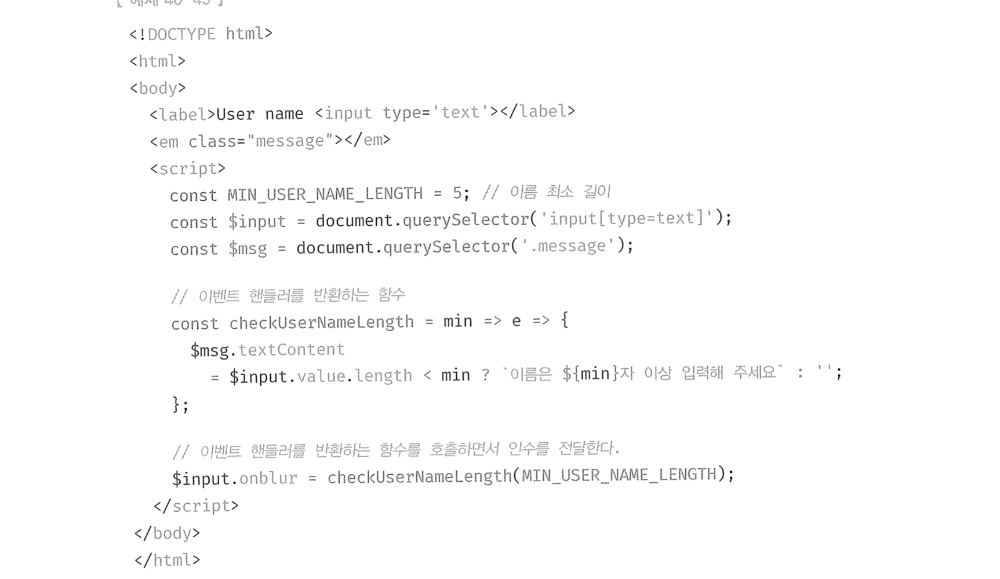 <!DOCTYPE html>
<html>
<body>
<label>User name <input type='text'></label>
<em class="message"></em>
<script>
const MIN_USER_NAME_LENGTH = 5; // 이름 최소 길이
const $input = document.querySelector('input[type=text]');
const $msg = document.querySelector('.message');
// 이벤트 핸들러를 반환하는 함수
const checkUserNameLength = min => e => {
$msg.textContent
= $input.value.length < min ? `이름은 ${min}자 이상 입력해 주세요` : '';
};
// 이벤트 핸들러를 반환하는 함수를 호출하면서 인수를 전달한다.
$input.onblur = checkUserNameLength(MIN_USER_NAME_LENGTH);
</script>
</body>
</html>